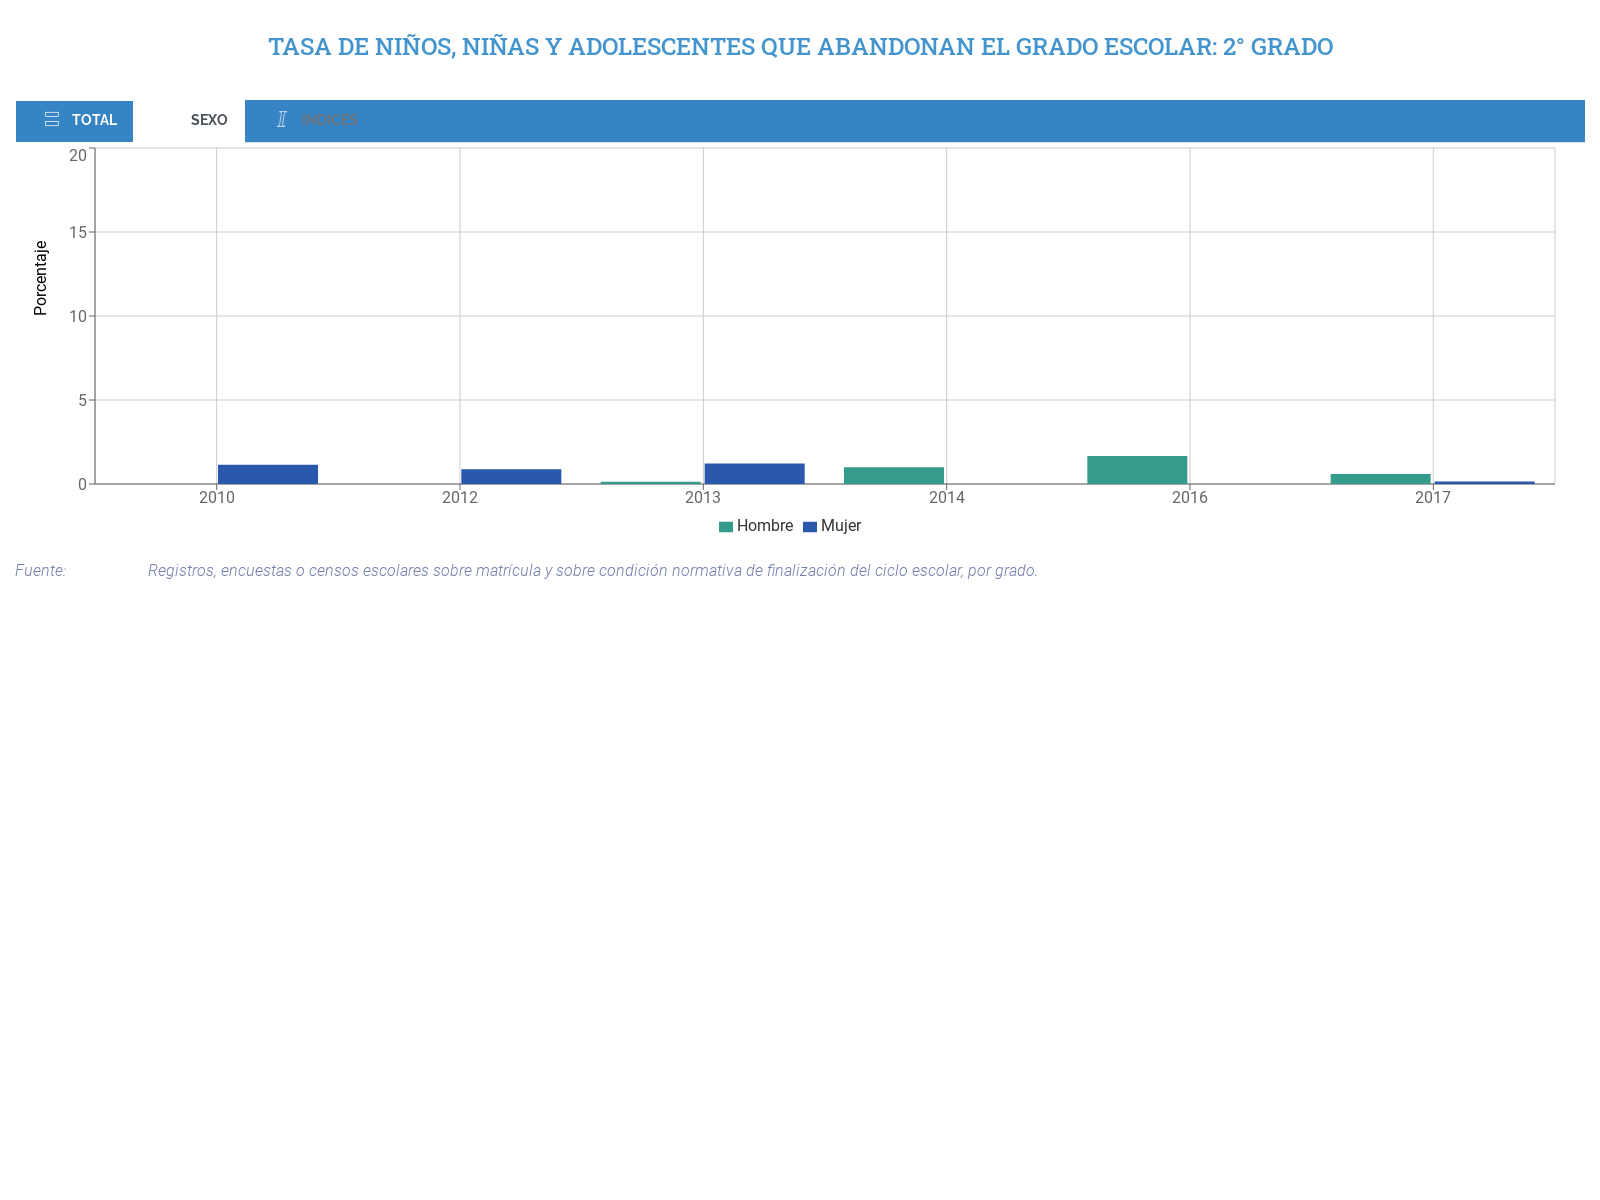 TASA DE NIÑOS, NIÑAS Y ADOLESCENTES QUE ABANDONAN EL GRADO ESCOLAR: 2° GRADO
TOTAL SEXO INDICES
20
15
10
5
0
Porcentaje
2010 2012 2013 2014 2016 2017
Hombre Mujer
Fuente: Registros, encuestas o censos escolares sobre matrícula y sobre condición normativa de finalización del ciclo escolar, por grado.